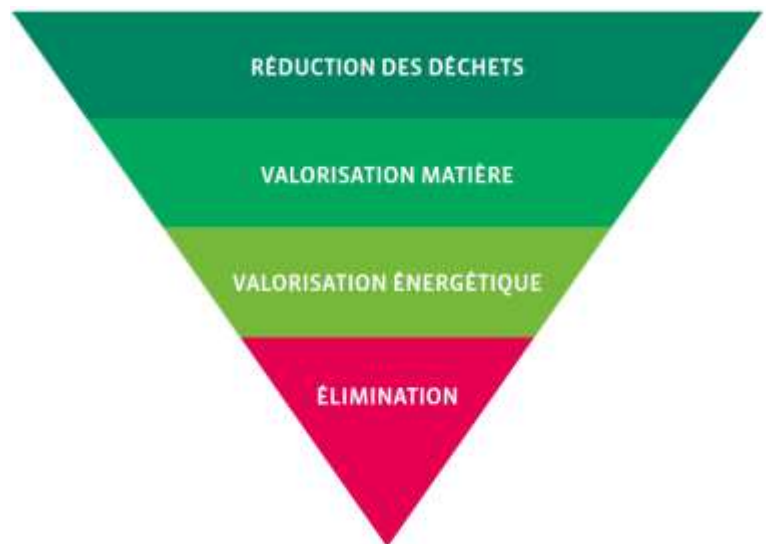 RÉDUCTION DES DÉCHETS
VALORISATION MATIÈRE
VALORISATION ÉNERGÉTIQUE
ÉLIMINATION